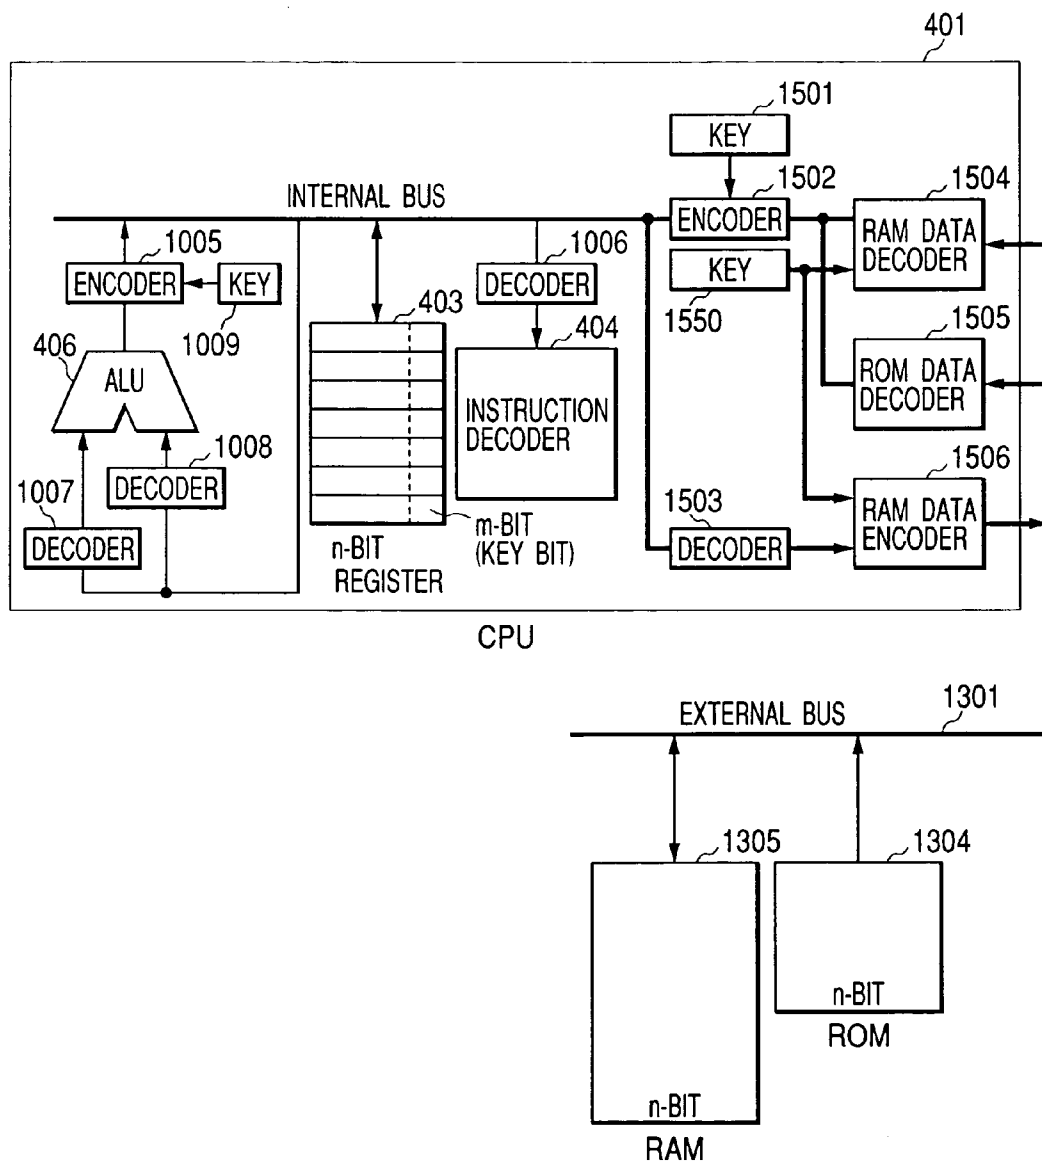 401
1501
KEY
1502
1504
INTERNAL BUS
ENCODER
RAM DATA
DECODER
1005
1006
ENCODER
KEY
DECODER
KEY
1009
403
1550
404
1505
406
ALU
ROM DATA
DECODER
INSTRUCTION
DECODER
1008
1506
1007
DECODER
1503
RAM DATA
ENCODER
DECODER
m-BIT
(KEY BIT)
DECODER
n-BIT
REGISTER
CPU
EXTERNAL BUS
1301
1305
1304
n-BIT
ROM
n-BIT
RAM